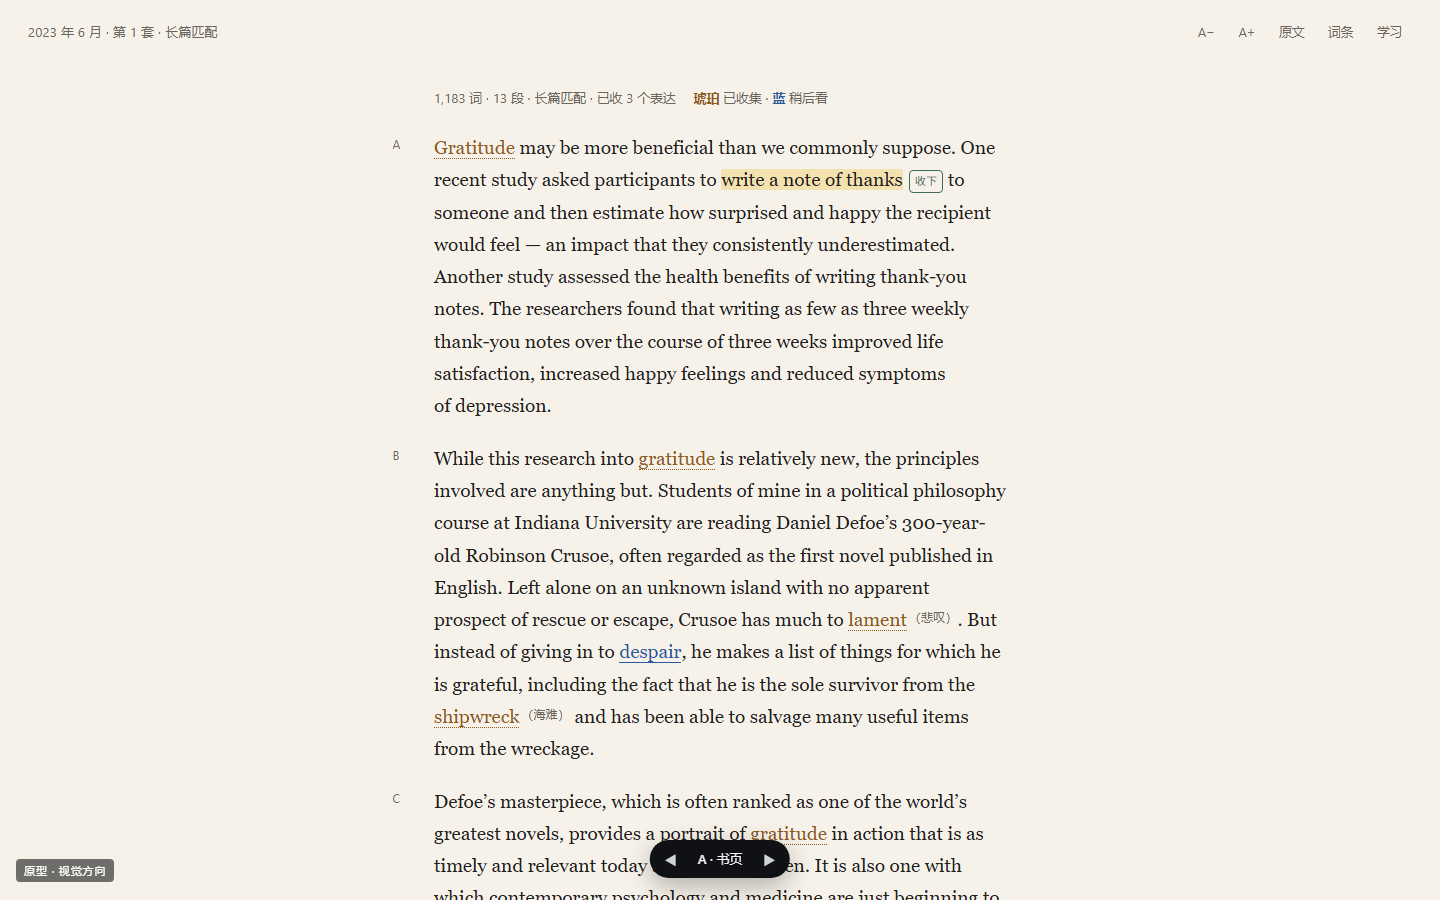 2023 年 6 月 · 第 1 套 · 长篇匹配
A− A+ 原文 词条 学习
1,183 词 · 13 段 · 长篇匹配 · 已收 3 个表达 琥珀 已收集 · 蓝 稍后看
A
Gratitude may be more beneficial than we commonly suppose. One
recent study asked participants to write a note of thanks 收下 to
someone and then estimate how surprised and happy the recipient
would feel — an impact that they consistently underestimated.
Another study assessed the health benefits of writing thank-you
notes. The researchers found that writing as few as three weekly
thank-you notes over the course of three weeks improved life
satisfaction, increased happy feelings and reduced symptoms
of depression.
B
While this research into gratitude is relatively new, the principles
involved are anything but. Students of mine in a political philosophy
course at Indiana University are reading Daniel Defoe’s 300-year-
old Robinson Crusoe, often regarded as the first novel published in
English. Left alone on an unknown island with no apparent
prospect of rescue or escape, Crusoe has much to lament（悲叹）. But
instead of giving in to despair, he makes a list of things for which he
is grateful, including the fact that he is the sole survivor from the
shipwreck（海难） and has been able to salvage many useful items
from the wreckage.
C
Defoe’s masterpiece, which is often ranked as one of the world’s
greatest novels, provides a portrait of gratitude in action that is as
timely and relevant today en. It is also one with
which contemporary psychology and medicine are just beginning to
◀ A · 书页 ▶
原型 · 视觉方向